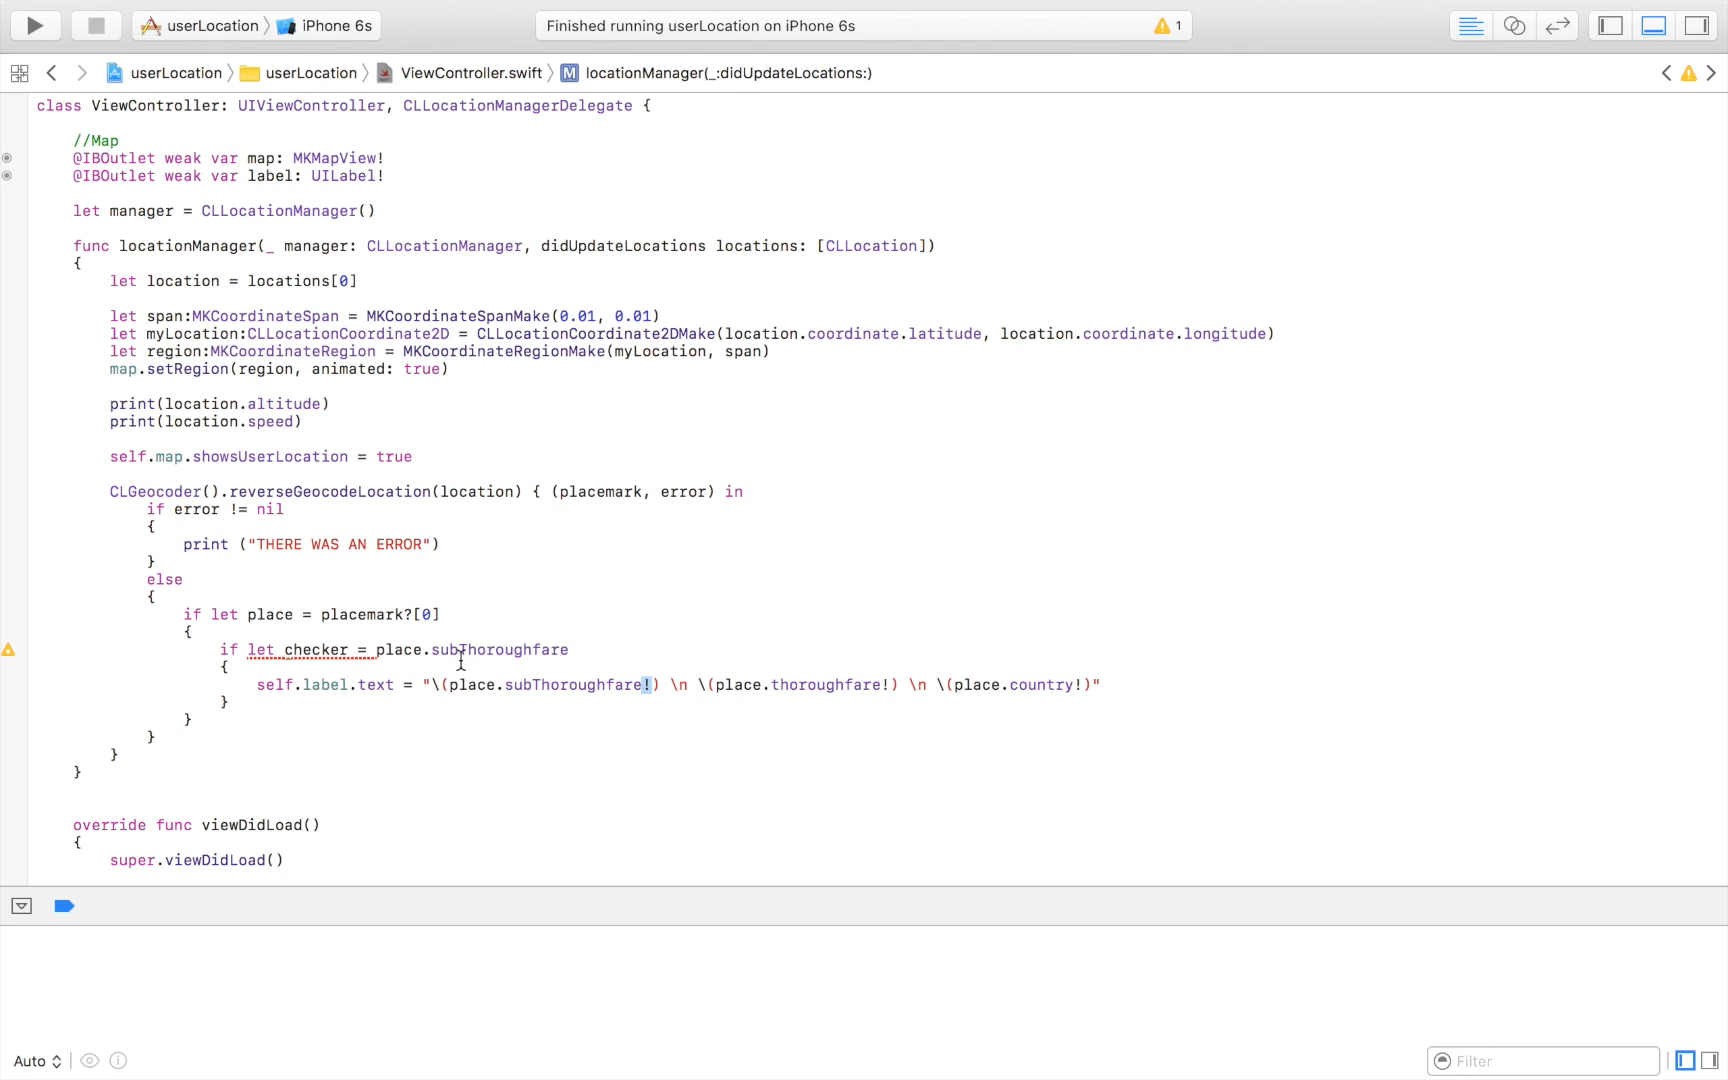 userLocation iPhone 6s Finished running userLocation on iPhone 6s 1
userLocation userLocation ViewController.swift M locationManager(_:didUpdateLocations:)
class ViewController: UIViewController, CLLocationManagerDelegate {
//Map
@IBOutlet weak var map: MKMapView!
@IBOutlet weak var label: UILabel!
let manager = CLLocationManager()
func locationManager(_ manager: CLLocationManager, didUpdateLocations locations: [CLLocation])
{
let location = locations[0]
let span:MKCoordinateSpan = MKCoordinateSpanMake(0.01, 0.01)
let myLocation:CLLocationCoordinate2D = CLLocationCoordinate2DMake(location.coordinate.latitude, location.coordinate.longitude)
let region:MKCoordinateRegion = MKCoordinateRegionMake(myLocation, span)
map.setRegion(region, animated: true)
print(location.altitude)
print(location.speed)
self.map.showsUserLocation = true
CLGeocoder().reverseGeocodeLocation(location) { (placemark, error) in
if error != nil
{
print ("THERE WAS AN ERROR")
}
else
{
if let place = placemark?[0]
{
if let checker = place.subThoroughfare
{
self.label.text = "\(place.subThoroughfare!) \n \(place.thoroughfare!) \n \(place.country!)"
}
}
}
}
}
override func viewDidLoad()
{
super.viewDidLoad()
Auto Filter